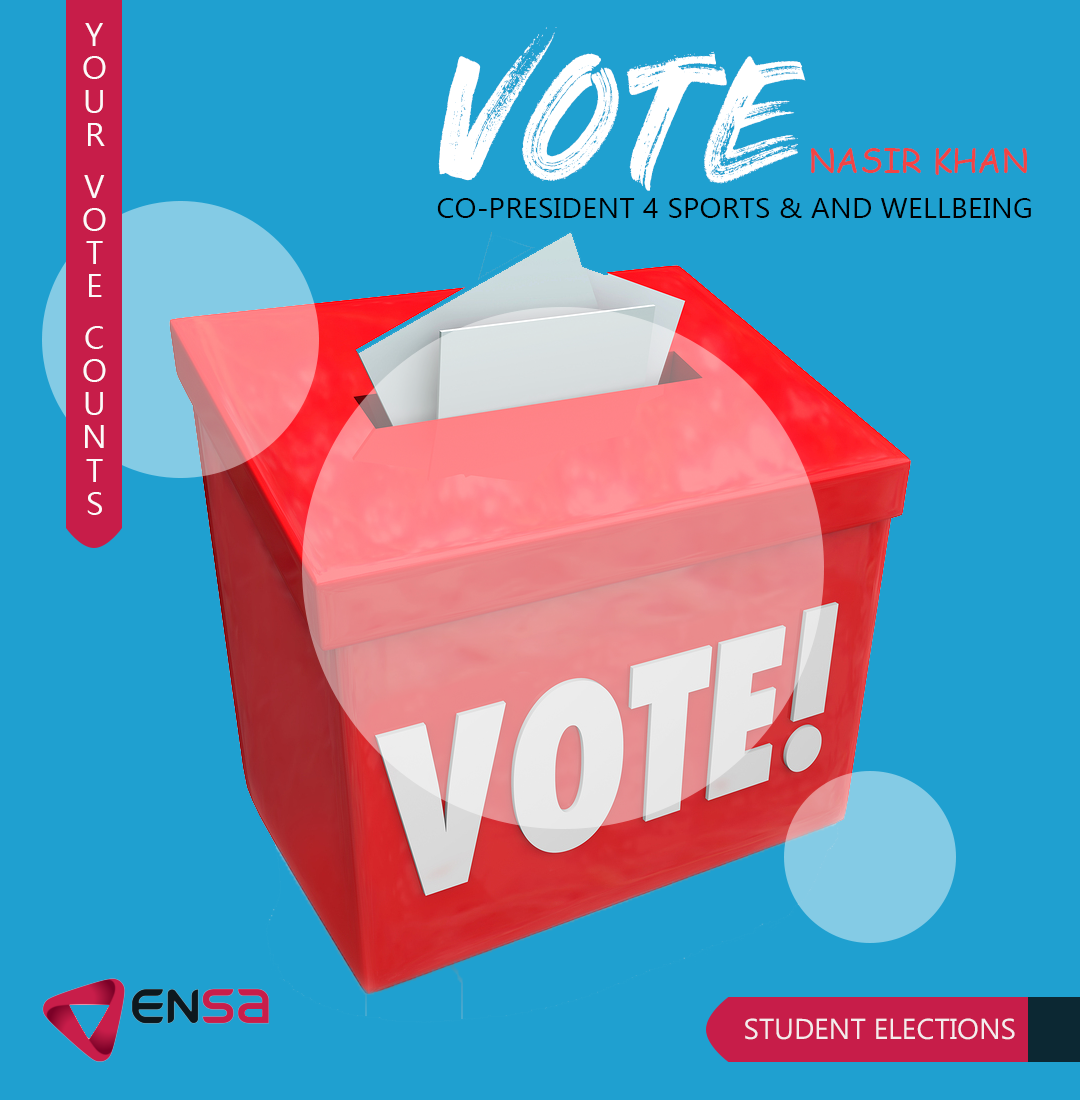 YOUR VOTE COUNTS
VOTE NASIR KHAN
CO-PRESIDENT 4 SPORTS & AND WELLBEING
VOTE!
ENSA
STUDENT ELECTIONS